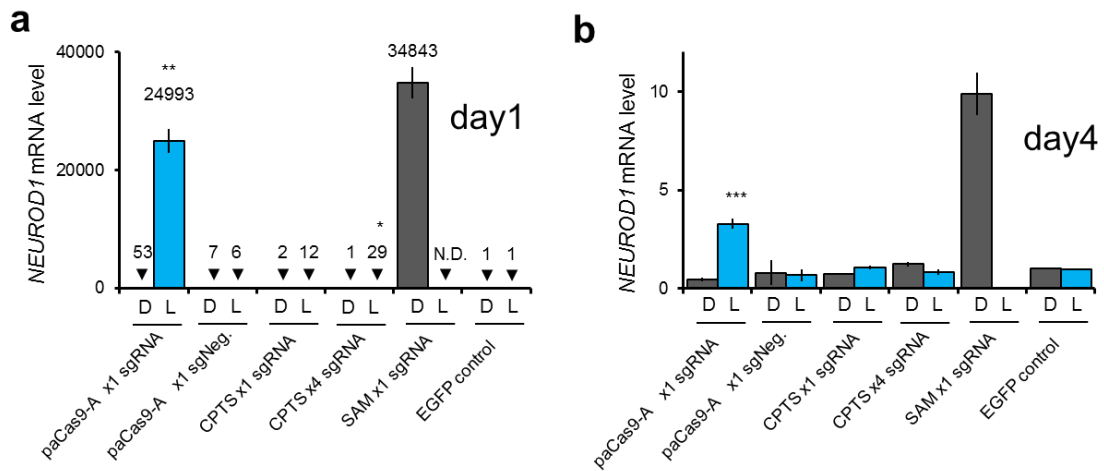 a
NEUROD1 mRNA level
40000
20000
0
**
24993
34843
day1
*
53
7
6
2
12
1
29
N.D.
1
1
D L D L D L D L D L D L
paCas9-A x1 sgRNA
paCas9-A x1 sgNeg.
CPTS x1 sgRNA
CPTS x4 sgRNA
SAM x1 sgRNA
EGFP control
b
NEUROD1 mRNA level
10
5
0
***
day4
D L D L D L D L D L D L
paCas9-A x1 sgRNA
paCas9-A x1 sgNeg.
CPTS x1 sgRNA
CPTS x4 sgRNA
SAM x1 sgRNA
EGFP control